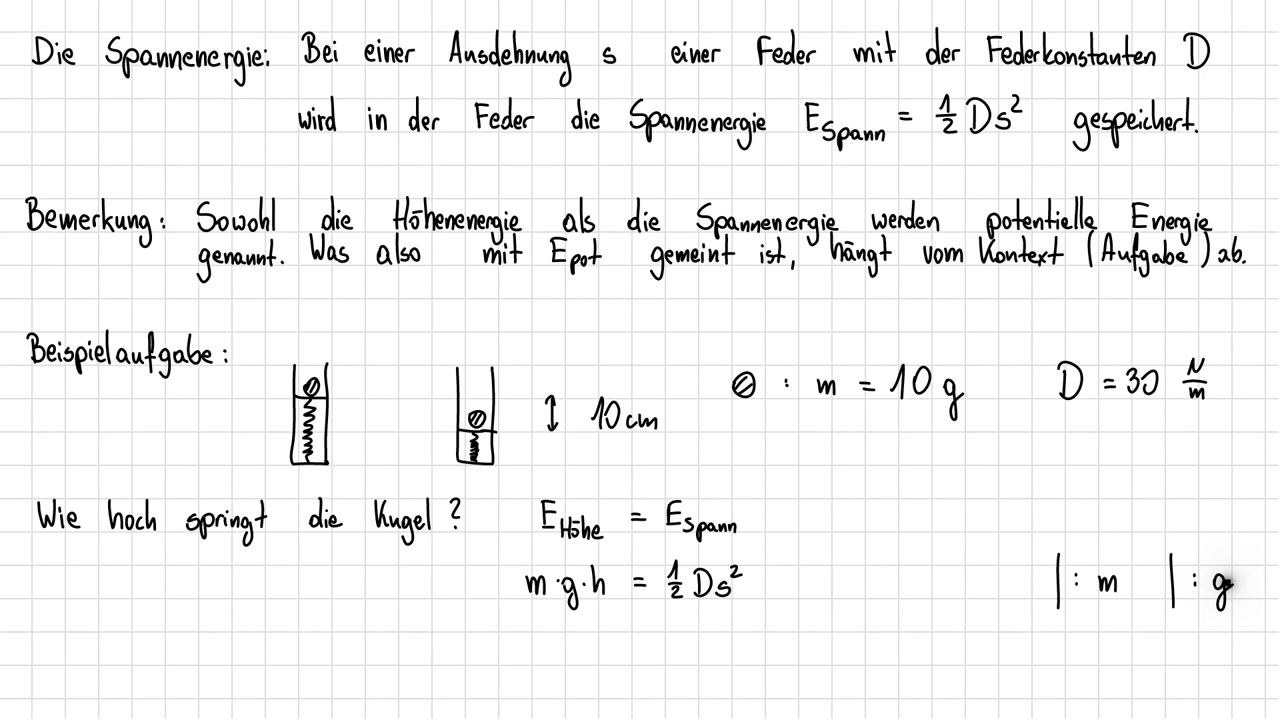 Die Spannenergie: Bei einer Ausdehnung s einer Feder mit der Federkonstanten D
wird in der Feder die Spannenergie E_Spann = 1/2 Ds² gespeichert.
Bemerkung: Sowohl die Höhenenergie als die Spannenergie werden potentielle Energie
genannt. Was also mit E_pot gemeint ist, hängt vom Kontext (Aufgabe) ab.
Beispielaufgabe:
↕ 10cm ⊘ : m = 10 g D = 30 N/m
Wie hoch springt die Kugel? E_Höhe = E_Spann
m·g·h = 1/2 Ds² |: m |: g